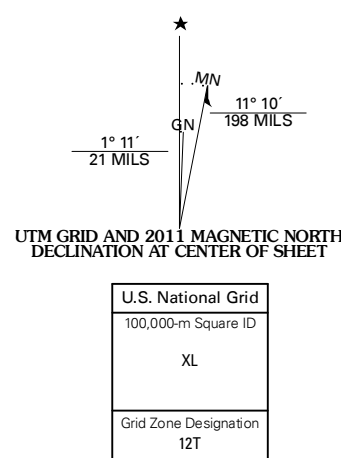 MN
11° 10´
198 MILS
GN
1° 11´
21 MILS
UTM GRID AND 2011 MAGNETIC NORTH
DECLINATION AT CENTER OF SHEET
U.S. National Grid
100,000-m Square ID
XL
Grid Zone Designation
12T